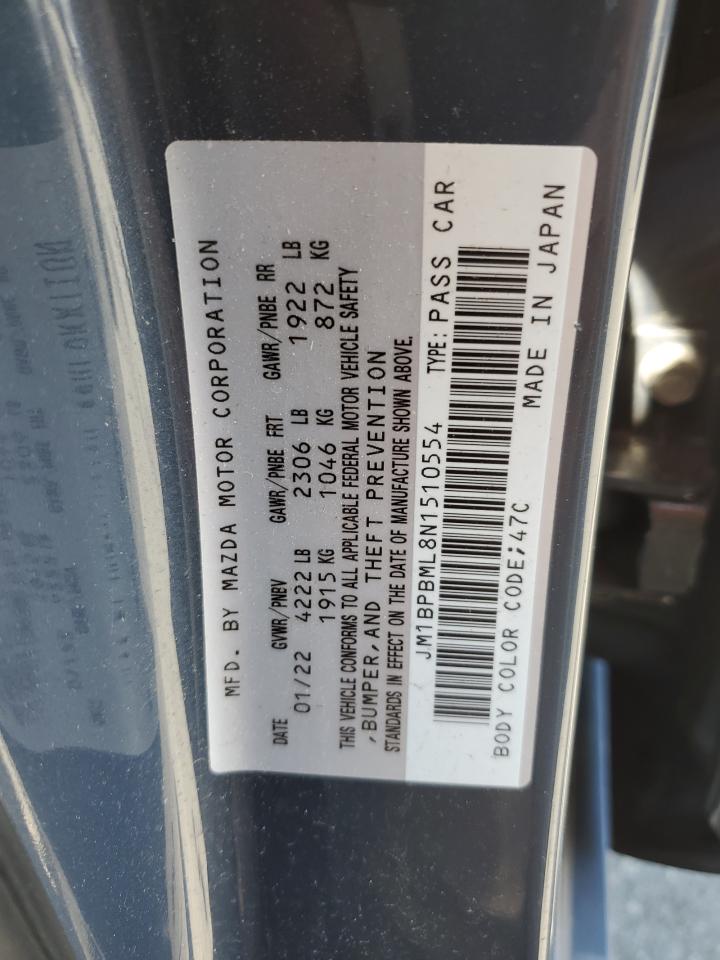 MFD. BY MAZDA MOTOR CORPORATION
DATE GVWR/PNBV GAWR/PNBE FRT GAWR/PNBE RR
01/22 4222 LB 2306 LB 1922 LB
1915 KG 1046 KG 872 KG
THIS VEHICLE CONFORMS TO ALL APPLICABLE FEDERAL MOTOR VEHICLE SAFETY
,BUMPER,AND THEFT PREVENTION
STANDARDS IN EFFECT ON THE DATE OF MANUFACTURE SHOWN ABOVE.
JM1BPBML8N1510554 TYPE: PASS CAR
BODY COLOR CODE;47C MADE IN JAPAN